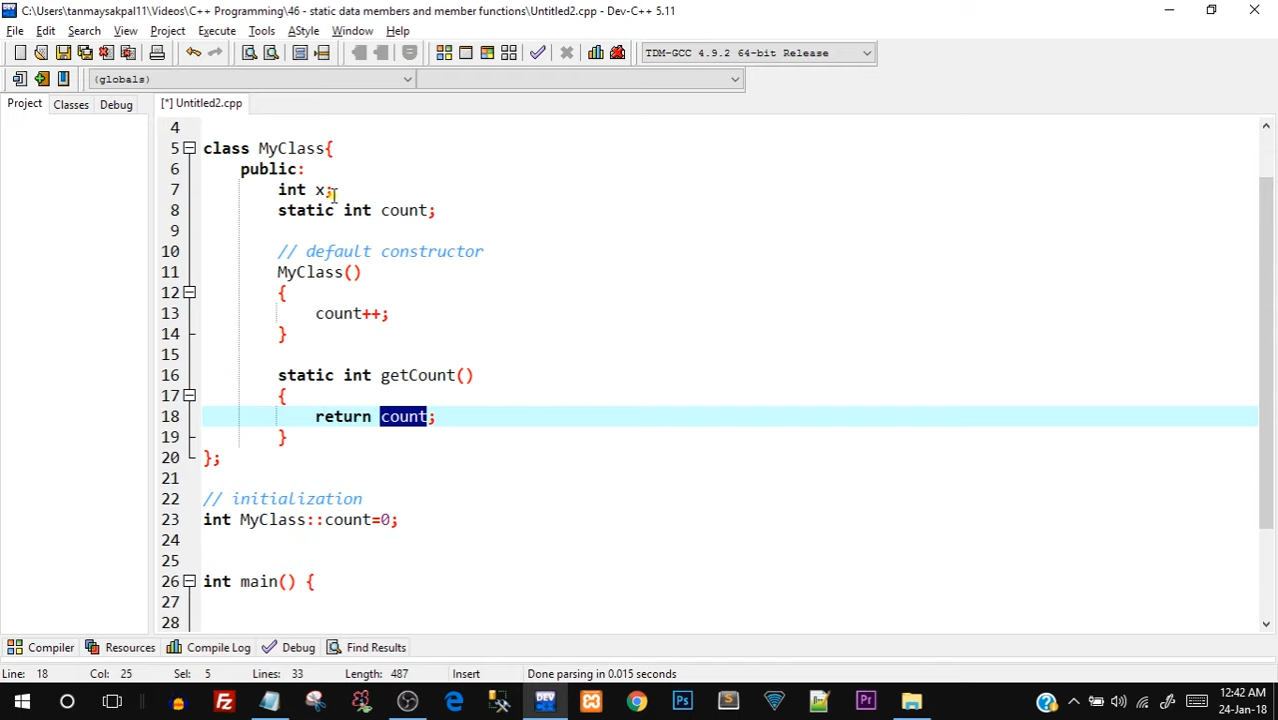 C:\Users\tanmaysakpal11\Videos\C++ Programming\46 - static data members and member functions\Untitled2.cpp - Dev-C++ 5.11
File Edit Search View Project Execute Tools AStyle Window Help
TDM-GCC 4.9.2 64-bit Release
(globals)
Project Classes Debug [*] Untitled2.cpp
4
5 class MyClass{
6 public:
7 int x;
8 static int count;
9
10 // default constructor
11 MyClass()
12 {
13 count++;
14 }
15
16 static int getCount()
17 {
18 return count;
19 }
20 };
21
22 // initialization
23 int MyClass::count=0;
24
25
26 int main() {
27
28
Compiler Resources Compile Log Debug Find Results
Line: 18 Col: 25 Sel: 5 Lines: 33 Length: 487 Insert Done parsing in 0.015 seconds
12:42 AM
24-Jan-18